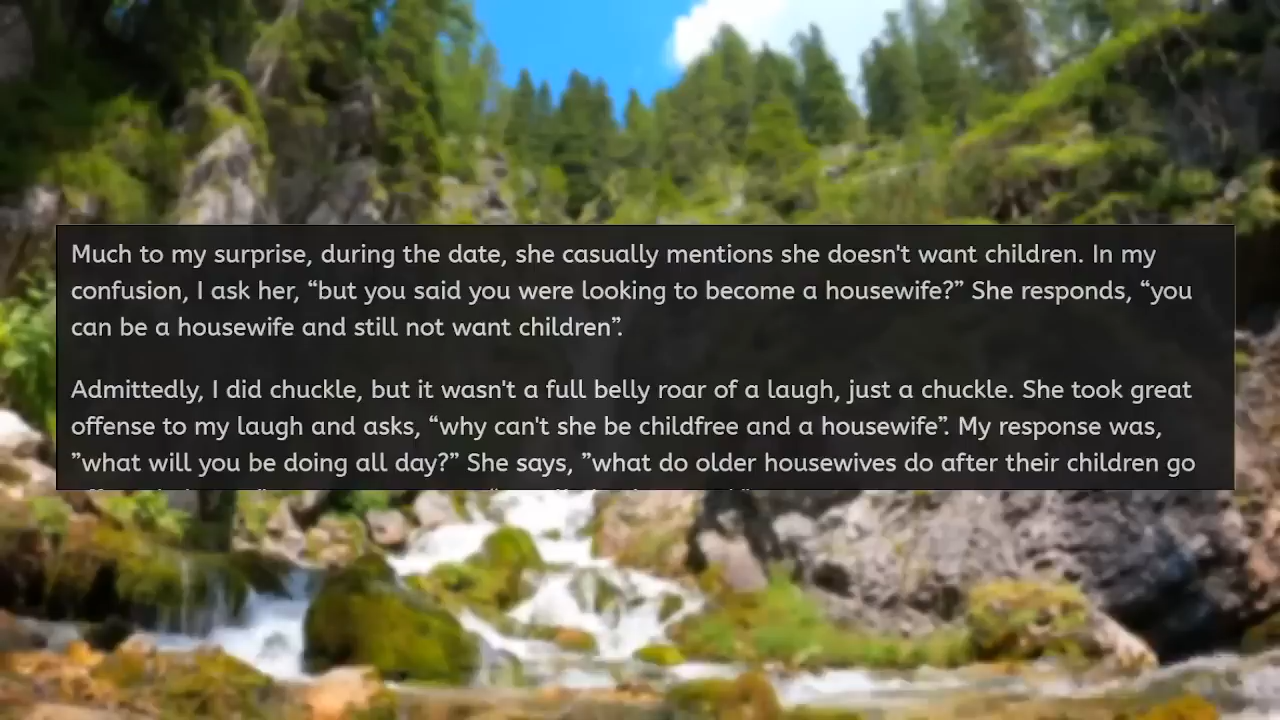 Much to my surprise, during the date, she casually mentions she doesn't want children. In my
confusion, I ask her, “but you said you were looking to become a housewife?” She responds, “you
can be a housewife and still not want children”.
Admittedly, I did chuckle, but it wasn't a full belly roar of a laugh, just a chuckle. She took great
offense to my laugh and asks, “why can't she be childfree and a housewife”. My response was,
”what will you be doing all day?” She says, ”what do older housewives do after their children go